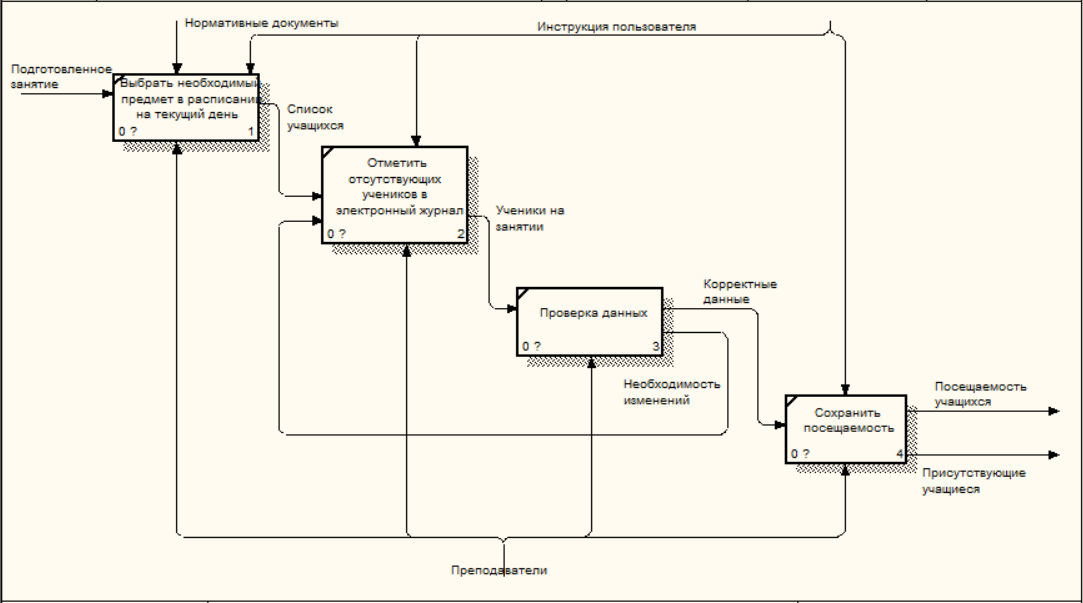 Нормативные документы
Инструкция пользователя
Подготовленное
занятие
Выбрать необходимый
предмет в расписании
на текущий день
0 ?
1
Список
учащихся
Отметить
отсутствующих
учеников в
электронный журнал
0 ?
2
Ученики на
занятии
Проверка данных
0 ?
3
Корректные
данные
Необходимость
изменений
Сохранить
посещаемость
0 ?
4
Посещаемость
учащихся
Присутствующие
учащиеся
Преподаватели